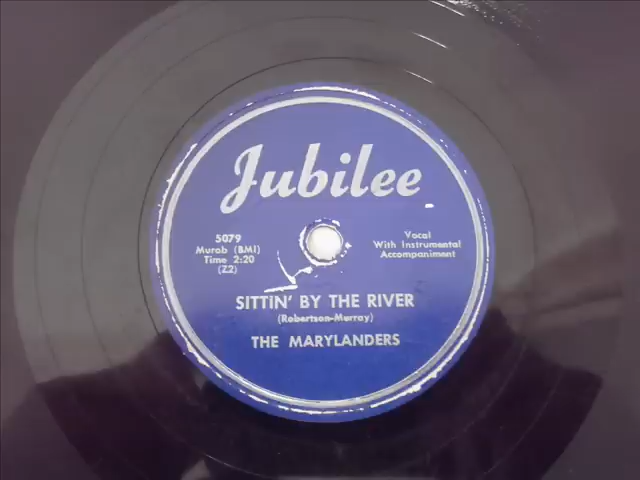 Jubilee
5079
Murab (BMI)
Time 2:20
(Z2)
Vocal
With Instrumental
Accompaniment
SITTIN' BY THE RIVER
(Robertson-Murray)
THE MARYLANDERS